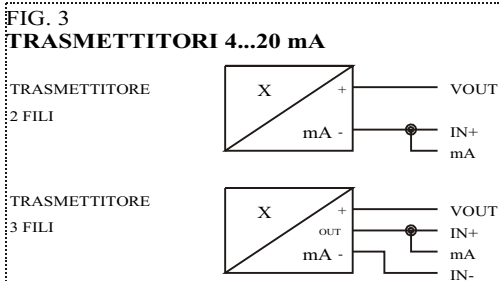 FIG. 3
TRASMETTITORI 4...20 mA
TRASMETTITORE
2 FILI
X
+
mA -
VOUT
IN+
mA
TRASMETTITORE
3 FILI
X
+
OUT
mA -
VOUT
IN+
mA
IN-